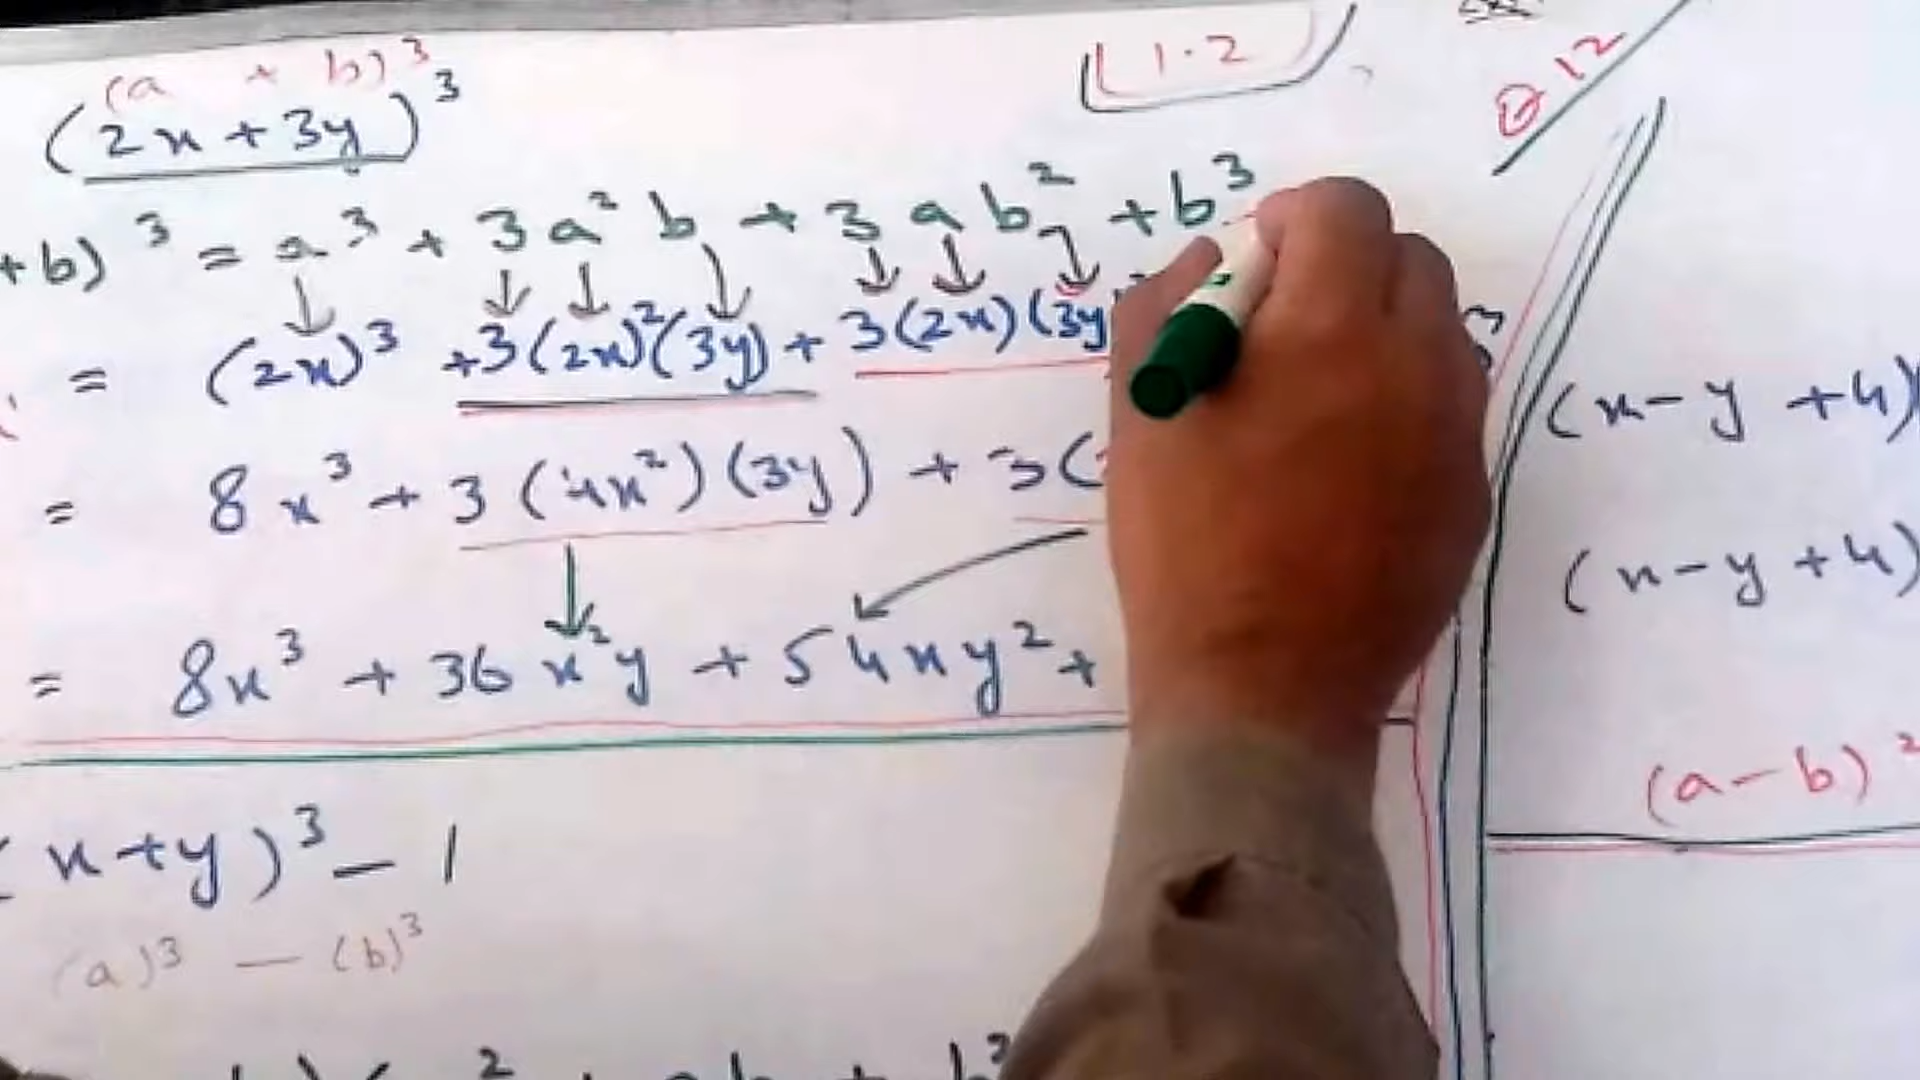 (a + b)³
(2x+3y)³
1.2
Q 12
+b)³ = a³ + 3a²b + 3ab² + b³
= (2x)³ + 3(2x)²(3y) + 3(2x)(3y
= 8x³ + 3(4x²)(3y) + 3(
= 8x³ + 36x²y + 54xy² +
(x+y)³ - 1
(a)³ - (b)³
(x-y+4)(
(x-y+4)
(a-b)²